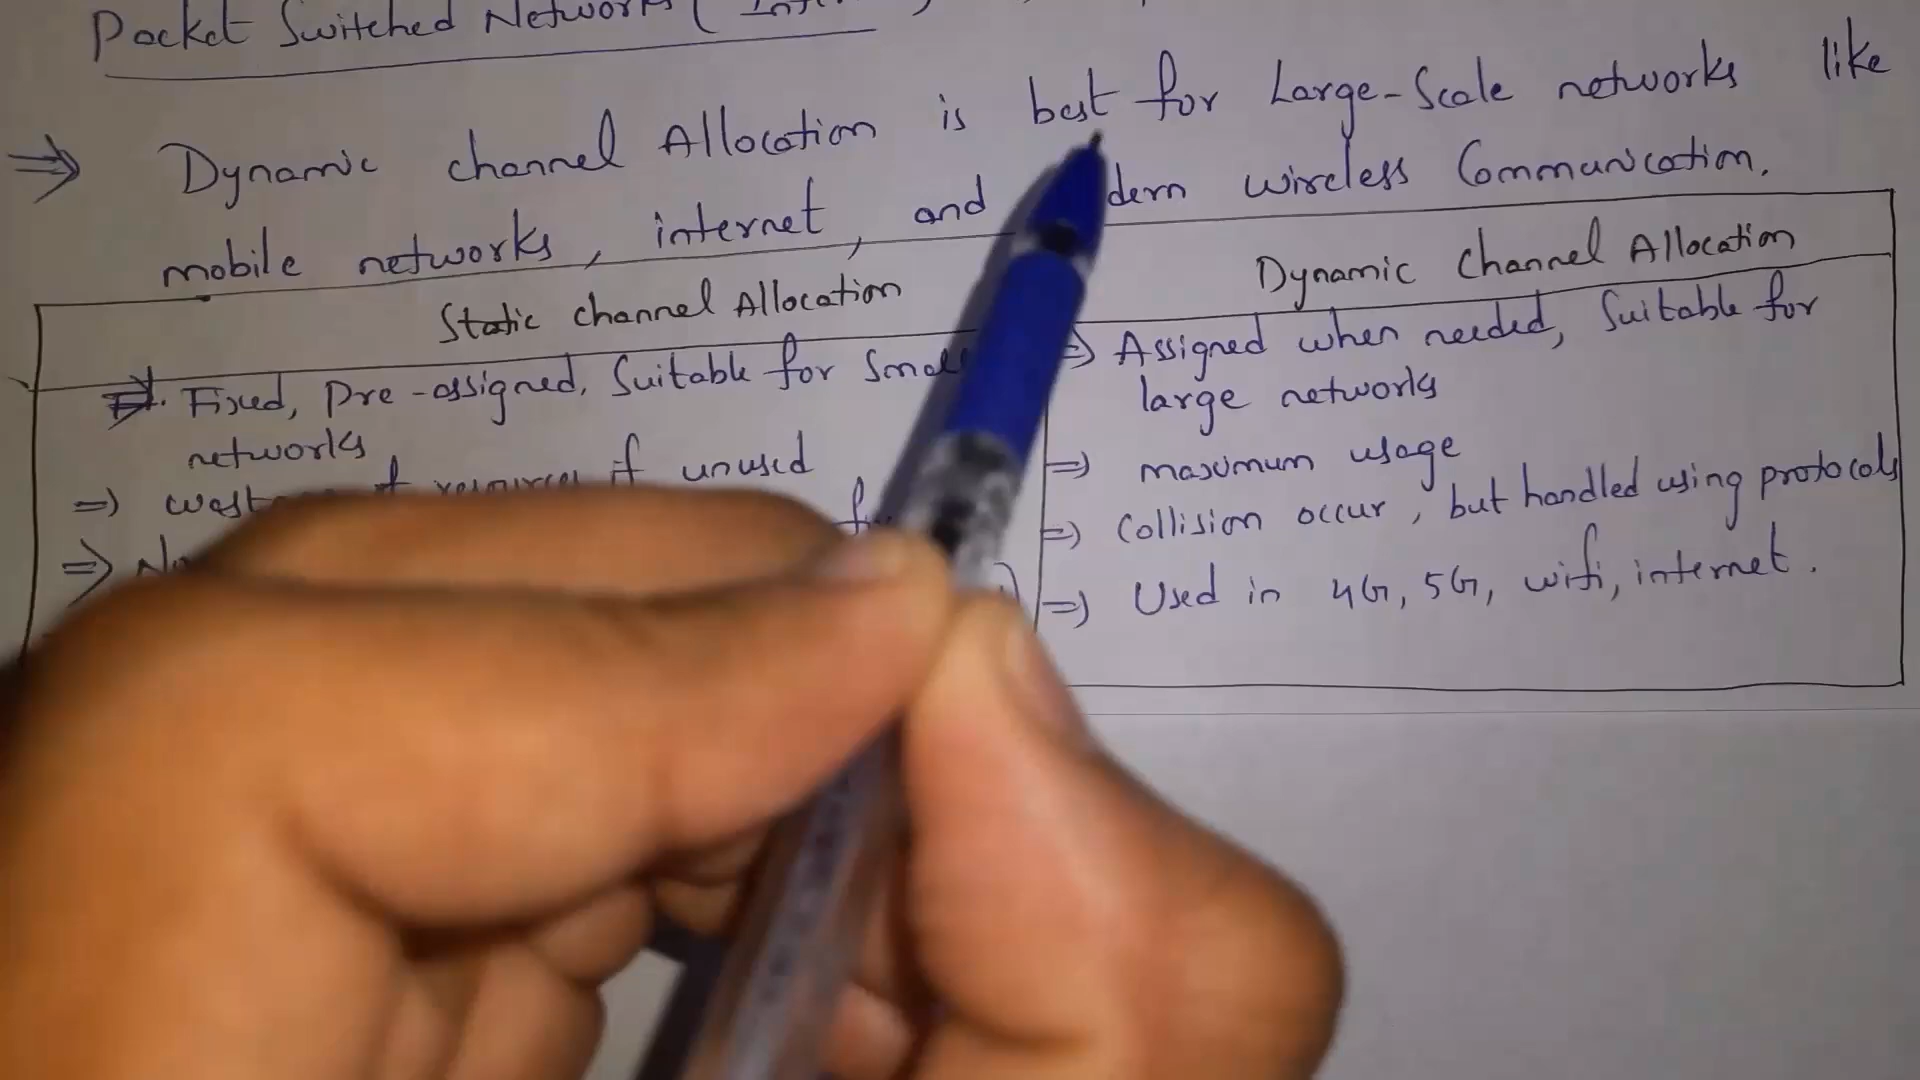 Packet Switched Networks (
⇒ Dynamic channel Allocation is best for Large-Scale networks like
mobile networks, internet, and dern wireless Communication.
Static channel Allocation
Fixed, Pre-assigned, Suitable for Small
networks
⇒ if unused
⇒
Dynamic Channel Allocation
⇒ Assigned when needed, Suitable for
large networks
⇒ maximum usage
⇒ Collision occur, but handled using protocols
⇒ Used in 4G, 5G, wifi, internet.